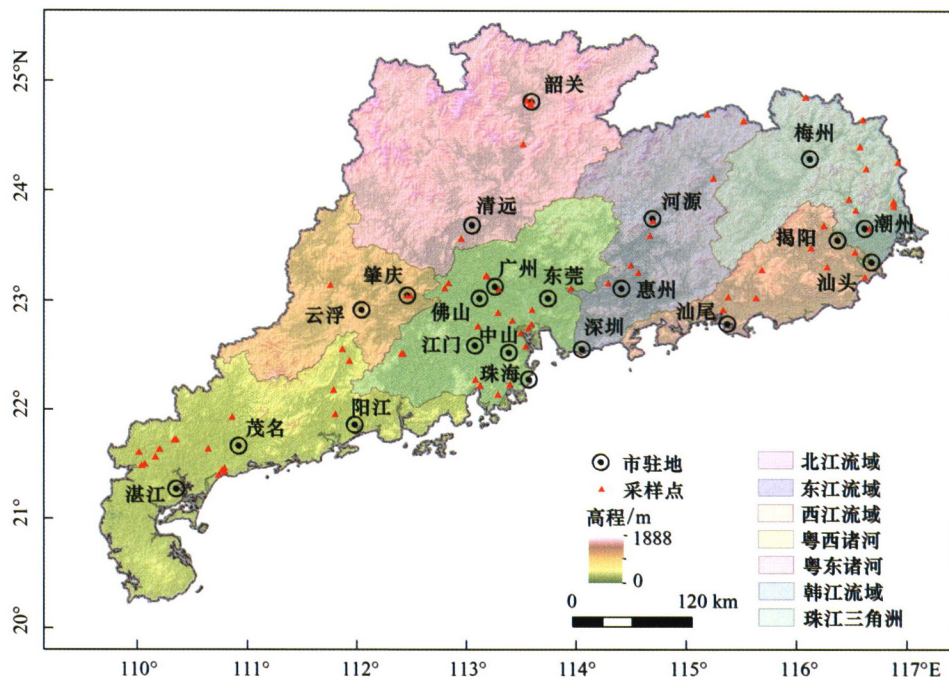 25°N
24°
23°
22°
21°
20°
韶关
梅州
清远
河源
潮州
揭阳
肇庆
广州
东莞
汕头
云浮
佛山
惠州
汕尾
江门
中山
深圳
珠海
阳江
茂名
湛江
市驻地
采样点
高程/m
1888
0
0
120 km
北江流域
东江流域
西江流域
粤西诸河
粤东诸河
韩江流域
珠江三角洲
110°
111°
112°
113°
114°
115°
116°
117°E